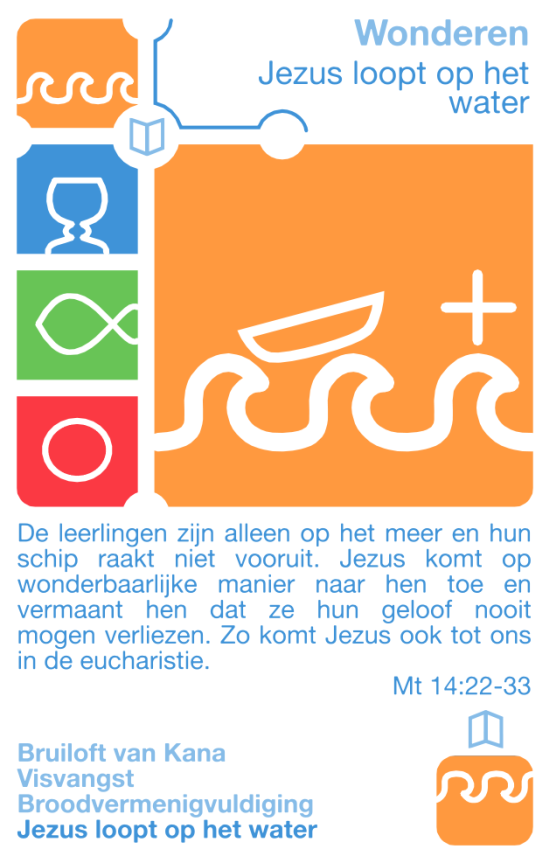 Wonderen
Jezus loopt op het
water
De leerlingen zijn alleen op het meer en hun
schip raakt niet vooruit. Jezus komt op
wonderbaarlijke manier naar hen toe en
vermaant hen dat ze hun geloof nooit
mogen verliezen. Zo komt Jezus ook tot ons
in de eucharistie.
Mt 14:22-33
Bruiloft van Kana
Visvangst
Broodvermenigvuldiging
Jezus loopt op het water